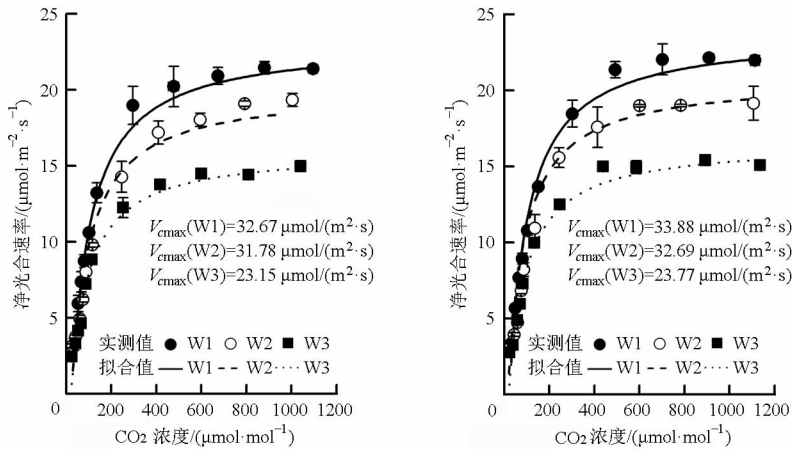 净光合速率/(μmol·m⁻²·s⁻¹)
25
20
15
10
5
0
Vcmax(W1)=32.67 μmol/(m²·s)
Vcmax(W2)=31.78 μmol/(m²·s)
Vcmax(W3)=23.15 μmol/(m²·s)
实测值 W1 W2 W3
拟合值 W1 W2 W3
200 400 600 800 1000 1200
CO₂ 浓度/(μmol·mol⁻¹)
净光合速率/(μmol·m⁻²·s⁻¹)
25
20
15
10
5
0
Vcmax(W1)=33.88 μmol/(m²·s)
Vcmax(W2)=32.69 μmol/(m²·s)
Vcmax(W3)=23.77 μmol/(m²·s)
实测值 W1 W2 W3
拟合值 W1 W2 W3
200 400 600 800 1000 1200
CO₂ 浓度/(μmol·mol⁻¹)